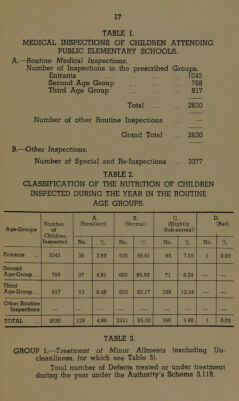 17
TABLE 1.
MEDICAL INSPECTIONS OF CHILDREN ATTENDING
PUBLIC ELEMENTARY SCHOOLS.
A.—Routine Medical Inspections.
Number of Inspections in the prescribed Groups.
Entrants ... ... ... 1045
Second Age Group ... ... ... 768
Third Age Group ... ... ... 817
Total ... ... 2630
Number of other Routine Inspections ... —
Grand Total ... 2630
B.—Other Inspections.
Number of Special and Re-Inspections ... 3377
TABLE 2.
CLASSIFICATION OF THE NUTRITION OF CHILDREN
INSPECTED DURING THE YEAR IN THE ROUTINE
AGE GROUPS.
Age-Groups Number of Children Inspected A. (Excellent) B. (Normal) C. (Slightly Sub-normal) D. (Bad)
No. % No. % No. % No. %
Entrants ... 1045 38 3.63 926 88.61 80 7.65 1 0.09
Second Age-Group ... 768 37 4.81 660 85.93 71 9.24 — —
Third Age-Group ... 817 53 6.48 655 80.17 109 13.34 — —
Other Routine Inspections — — — — — — — — —
TOTAL ... 2630 128 4.86 2241 85.20 260 9.88 1 0.03
TABLE 3.
GROUP 1.—Treatment of Minor Ailments (excluding Un-
cleanliness, for which see Table 5).
Total number of Defects treated or under treatment
during the year under the Authority's Scheme 3,119.